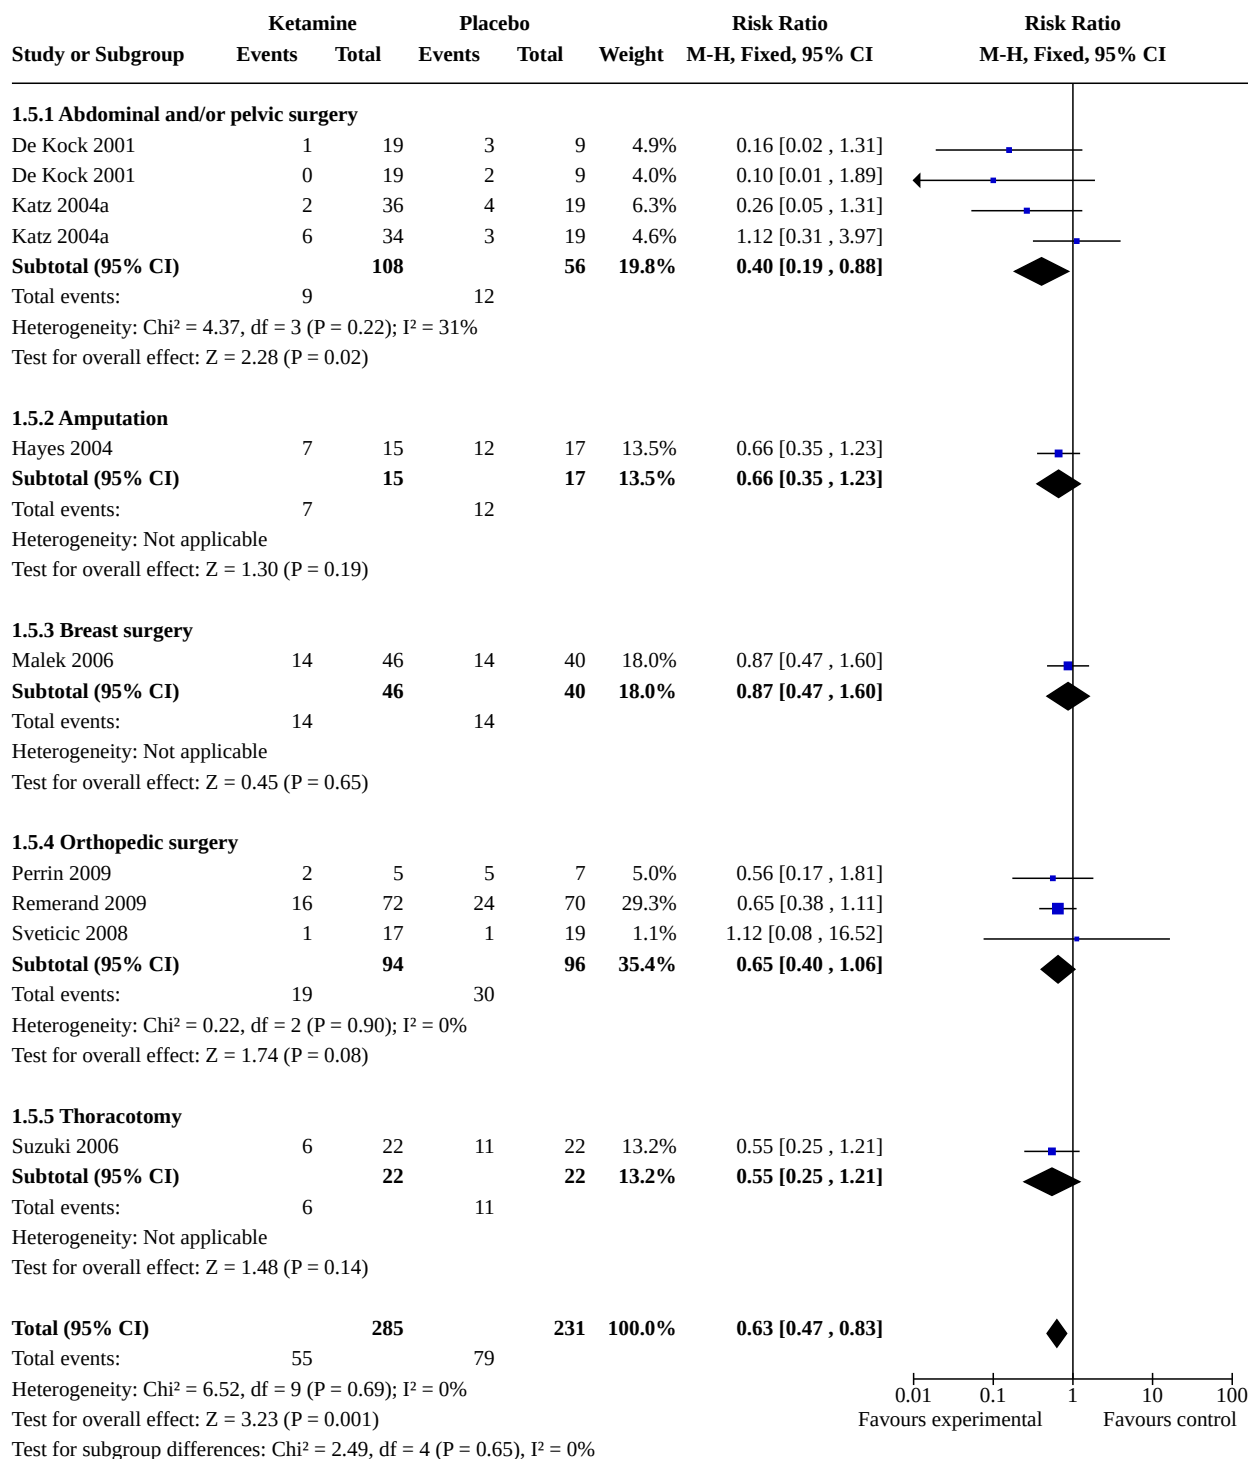 Ketamine Placebo Risk Ratio Risk Ratio
Study or Subgroup Events Total Events Total Weight M-H, Fixed, 95% CI M-H, Fixed, 95% CI
1.5.1 Abdominal and/or pelvic surgery
De Kock 2001 1 19 3 9 4.9% 0.16 [0.02 , 1.31]
De Kock 2001 0 19 2 9 4.0% 0.10 [0.01 , 1.89]
Katz 2004a 2 36 4 19 6.3% 0.26 [0.05 , 1.31]
Katz 2004a 6 34 3 19 4.6% 1.12 [0.31 , 3.97]
Subtotal (95% CI) 108 56 19.8% 0.40 [0.19 , 0.88]
Total events: 9 12
Heterogeneity: Chi² = 4.37, df = 3 (P = 0.22); I² = 31%
Test for overall effect: Z = 2.28 (P = 0.02)
1.5.2 Amputation
Hayes 2004 7 15 12 17 13.5% 0.66 [0.35 , 1.23]
Subtotal (95% CI) 15 17 13.5% 0.66 [0.35 , 1.23]
Total events: 7 12
Heterogeneity: Not applicable
Test for overall effect: Z = 1.30 (P = 0.19)
1.5.3 Breast surgery
Malek 2006 14 46 14 40 18.0% 0.87 [0.47 , 1.60]
Subtotal (95% CI) 46 40 18.0% 0.87 [0.47 , 1.60]
Total events: 14 14
Heterogeneity: Not applicable
Test for overall effect: Z = 0.45 (P = 0.65)
1.5.4 Orthopedic surgery
Perrin 2009 2 5 5 7 5.0% 0.56 [0.17 , 1.81]
Remerand 2009 16 72 24 70 29.3% 0.65 [0.38 , 1.11]
Sveticic 2008 1 17 1 19 1.1% 1.12 [0.08 , 16.52]
Subtotal (95% CI) 94 96 35.4% 0.65 [0.40 , 1.06]
Total events: 19 30
Heterogeneity: Chi² = 0.22, df = 2 (P = 0.90); I² = 0%
Test for overall effect: Z = 1.74 (P = 0.08)
1.5.5 Thoracotomy
Suzuki 2006 6 22 11 22 13.2% 0.55 [0.25 , 1.21]
Subtotal (95% CI) 22 22 13.2% 0.55 [0.25 , 1.21]
Total events: 6 11
Heterogeneity: Not applicable
Test for overall effect: Z = 1.48 (P = 0.14)
Total (95% CI) 285 231 100.0% 0.63 [0.47 , 0.83]
Total events: 55 79
Heterogeneity: Chi² = 6.52, df = 9 (P = 0.69); I² = 0%
Test for overall effect: Z = 3.23 (P = 0.001)
Test for subgroup differences: Chi² = 2.49, df = 4 (P = 0.65), I² = 0%
0.01 0.1 1 10 100
Favours experimental Favours control